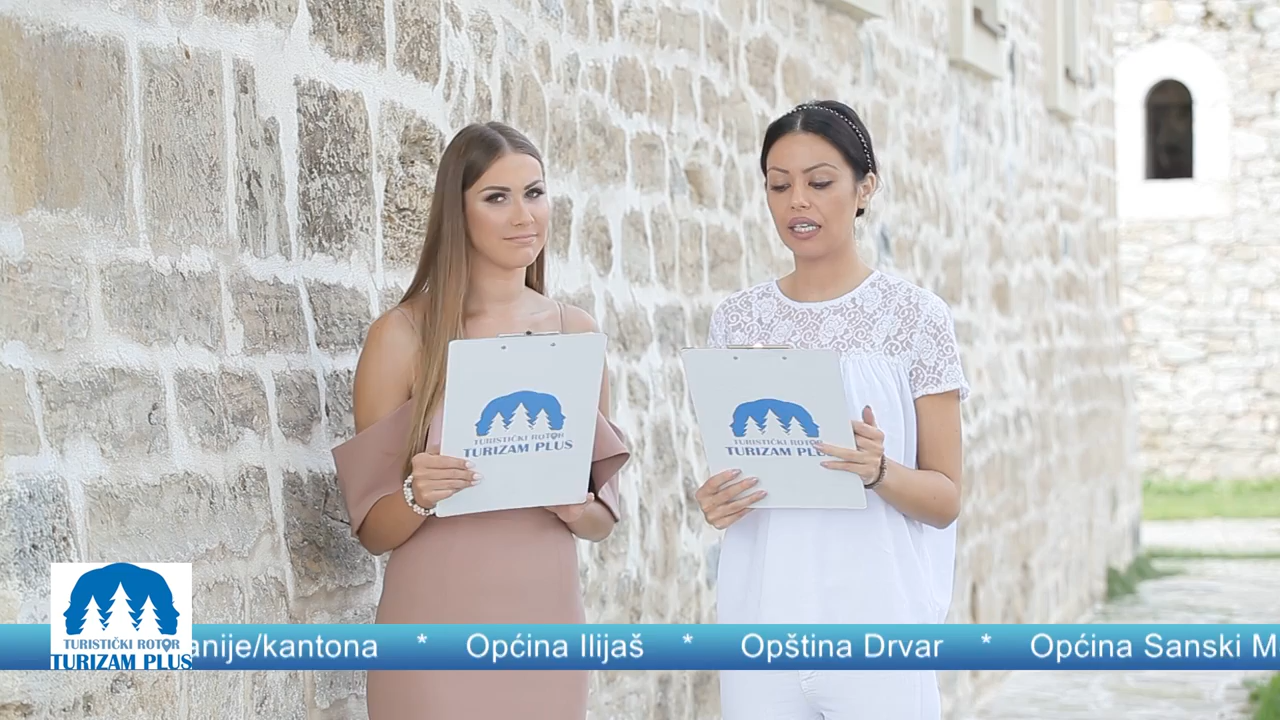 TURISTIČKI ROTOR
TURIZAM PLUS
TURISTIČKI ROTOR
TURIZAM PLU
TURISTIČKI ROTOR
TURIZAM PLUS
anije/kantona * Općina Ilijaš * Opština Drvar * Općina Sanski M